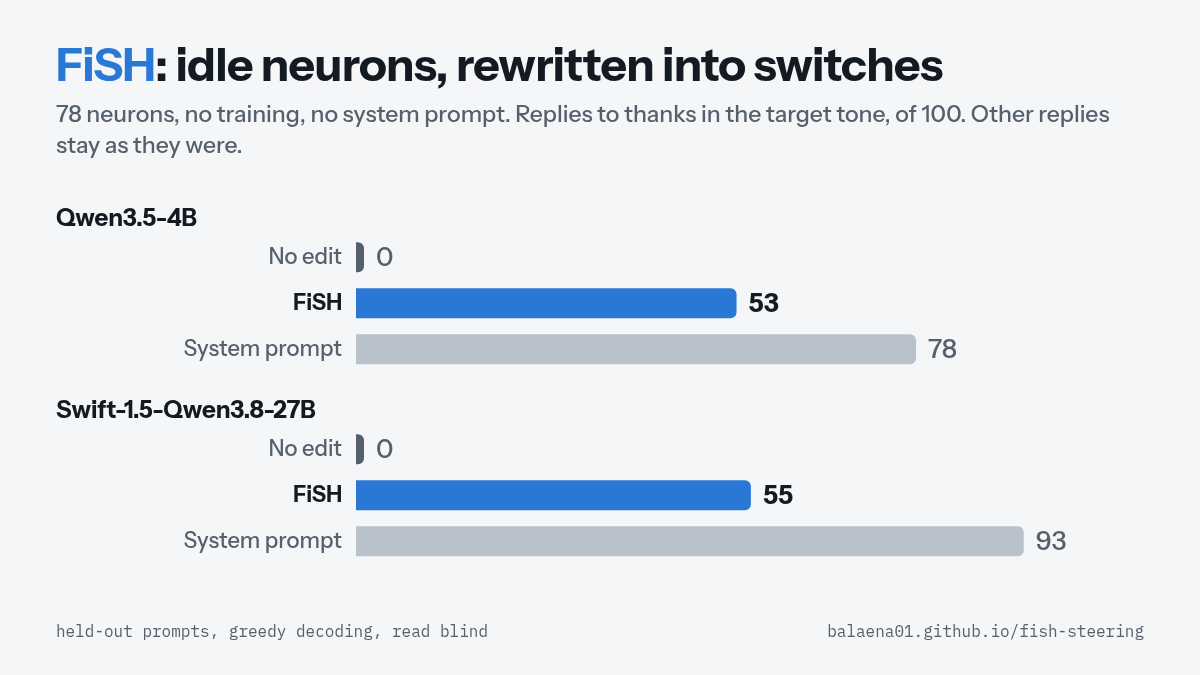 FiSH: idle neurons, rewritten into switches
78 neurons, no training, no system prompt. Replies to thanks in the target tone, of 100. Other replies
stay as they were.
Qwen3.5-4B
No edit 0
FiSH 53
System prompt 78
Swift-1.5-Qwen3.8-27B
No edit 0
FiSH 55
System prompt 93
held-out prompts, greedy decoding, read blind
balaena01.github.io/fish-steering